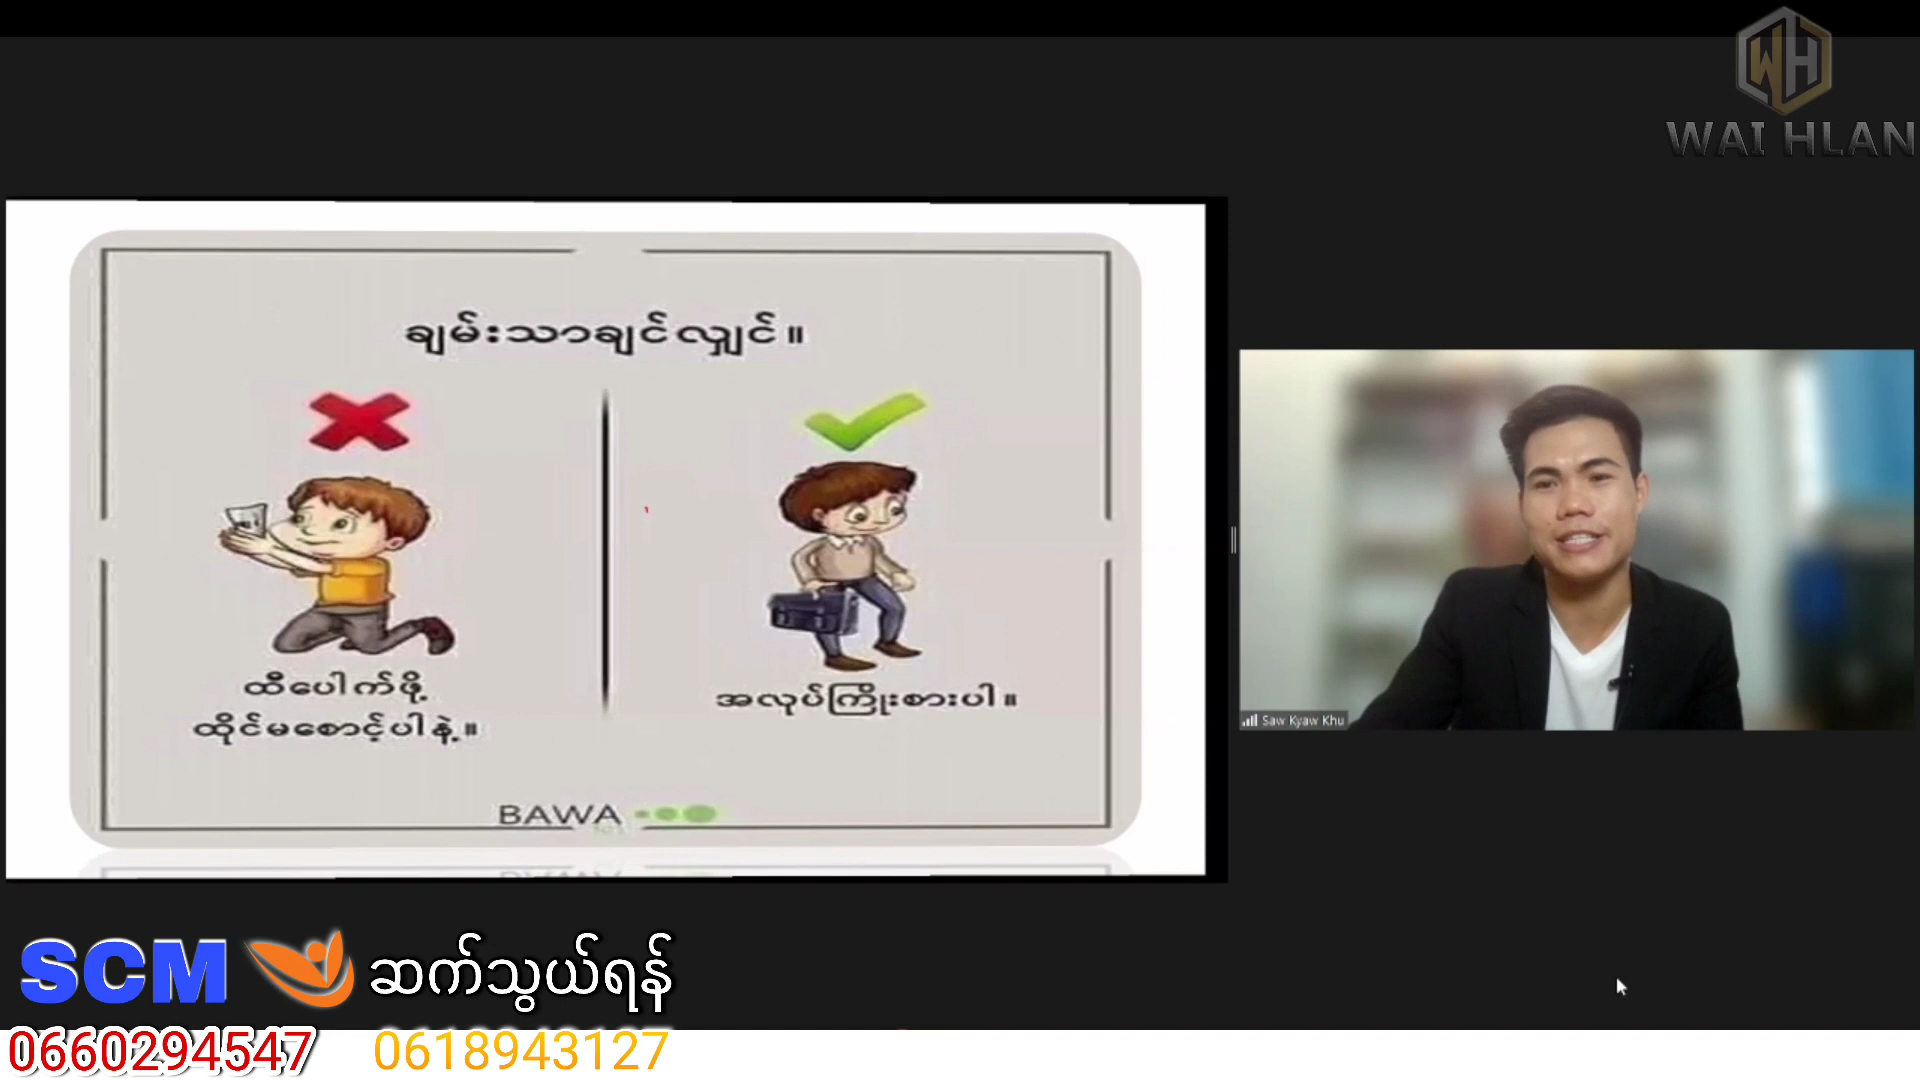 WH
WAI HLAN
ချမ်းသာချင်လျှင်။
ထီပေါက်ဖို့
ထိုင်မစောင့်ပါနဲ့။
အလုပ်ကြိုးစားပါ။
BAWA
Saw Kyaw Khu
SCM ဆက်သွယ်ရန်
0660294547 0618943127